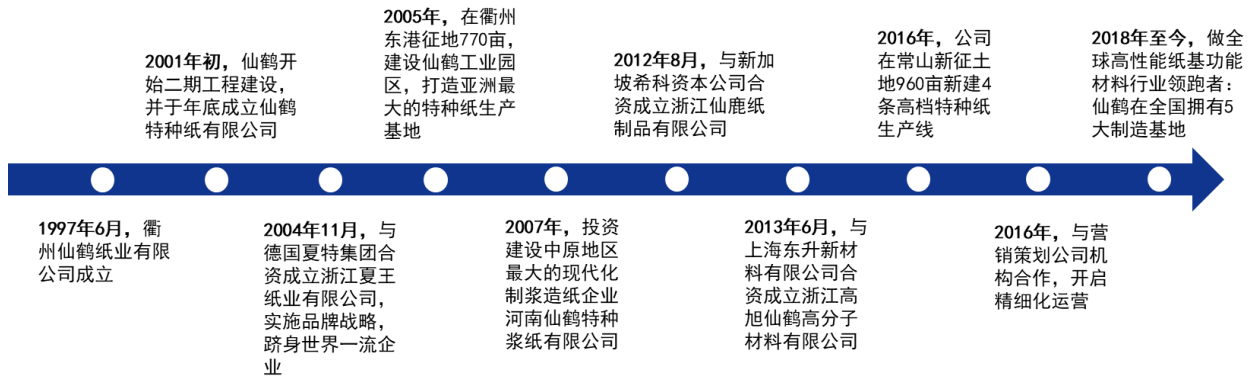 1997年6月，衢
州仙鹤纸业有限
公司成立
2001年初，仙鹤开
始二期工程建设，
并于年底成立仙鹤
特种纸有限公司
2004年11月，与
德国夏特集团合
资成立浙江夏王
纸业有限公司，
实施品牌战略，
跻身世界一流企
业
2005年，在衢州
东港征地770亩，
建设仙鹤工业园
区，打造亚洲最
大的特种纸生产
基地
2007年，投资
建设中原地区
最大的现代化
制浆造纸企业
河南仙鹤特种
浆纸有限公司
2012年8月，与新加
坡希科资本公司合
资成立浙江仙鹿纸
制品有限公司
2013年6月，与
上海东升新材
料有限公司合
资成立浙江高
旭仙鹤高分子
材料有限公司
2016年，公司
在常山新征土
地960亩新建4
条高档特种纸
生产线
2016年，与营
销策划公司机
构合作，开启
精细化运营
2018年至今，做全
球高性能纸基功能
材料行业领跑者：
仙鹤在全国拥有5
大制造基地